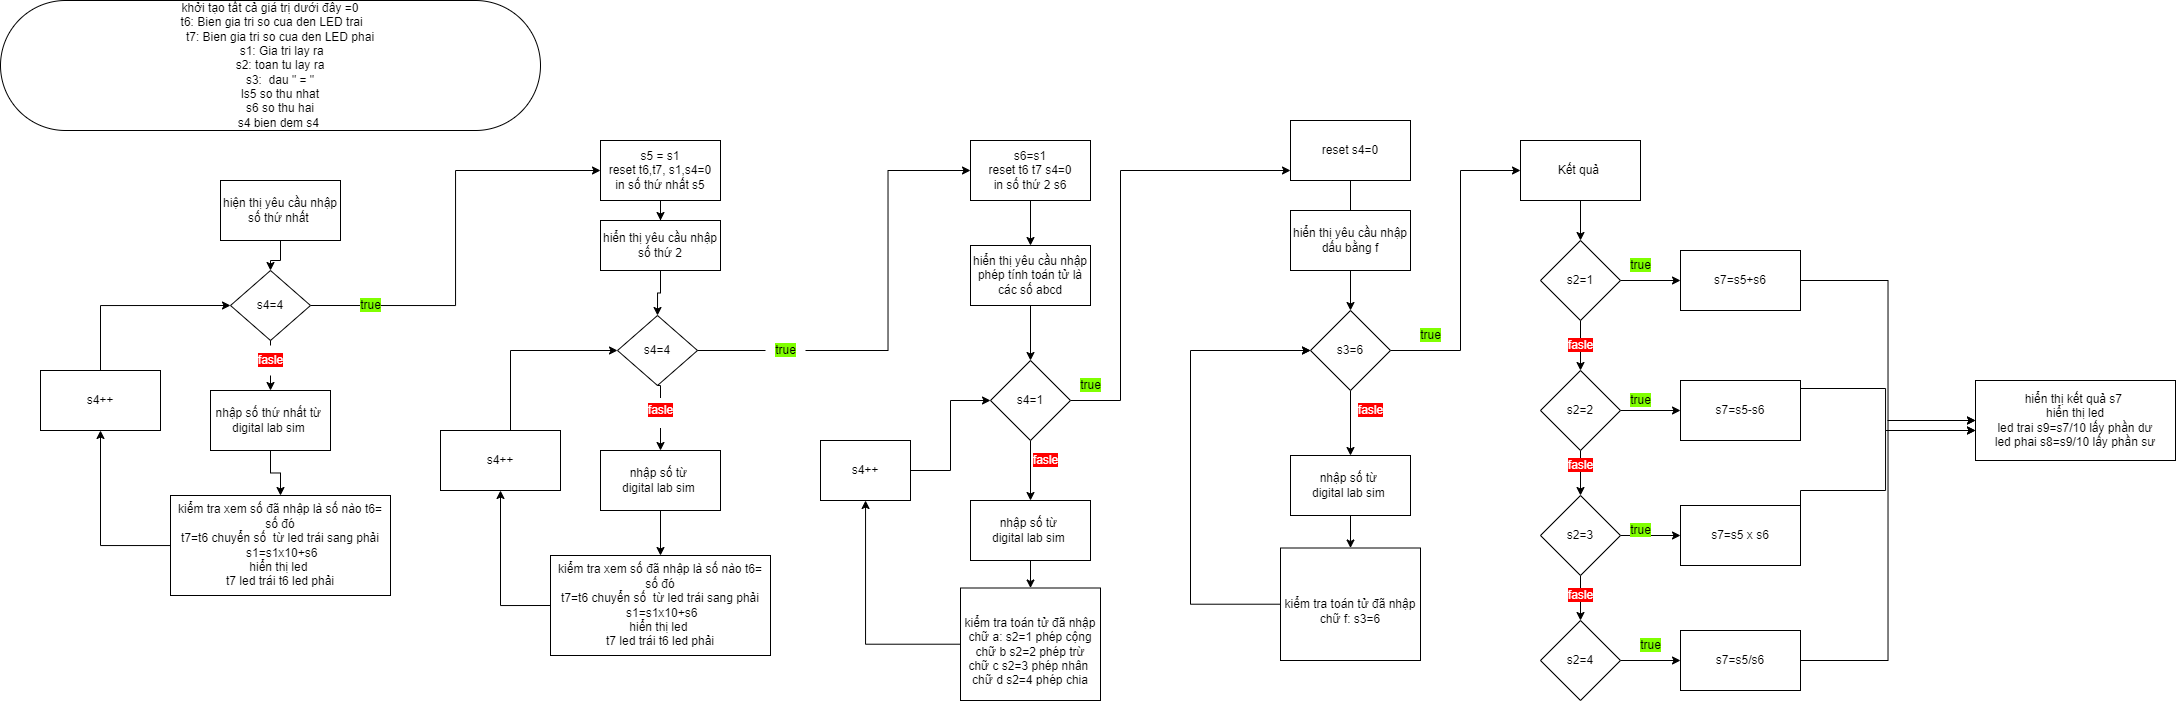 khởi tạo tất cả giá trị dưới đây =0
t6: Bien gia tri so cua den LED trai
t7: Bien gia tri so cua den LED phai
s1: Gia tri lay ra
s2: toan tu lay ra
s3: dau " = "
ls5 so thu nhat
s6 so thu hai
s4 bien dem s4
hiện thị yêu cầu nhập
số thứ nhất
s4=4
true
fasle
s4++
nhập số thứ nhất từ
digital lab sim
kiểm tra xem số đã nhập là số nào t6=
số đó
t7=t6 chuyển số từ led trái sang phải
s1=s1x10+s6
hiển thị led
t7 led trái t6 led phải
s5 = s1
reset t6,t7, s1,s4=0
in số thứ nhất s5
hiển thị yêu cầu nhập
số thứ 2
s4=4
true
fasle
s4++
nhập số từ
digital lab sim
kiểm tra xem số đã nhập là số nào t6=
số đó
t7=t6 chuyển số từ led trái sang phải
s1=s1x10+s6
hiển thị led
t7 led trái t6 led phải
s6=s1
reset t6 t7 s4=0
in số thứ 2 s6
hiển thị yêu cầu nhập
phép tính toán tử là
các số abcd
s4=1
true
fasle
s4++
nhập số từ
digital lab sim
kiểm tra toán tử đã nhập
chữ a: s2=1 phép cộng
chữ b s2=2 phép trừ
chữ c s2=3 phép nhân
chữ d s2=4 phép chia
reset s4=0
hiển thị yêu cầu nhập
dấu bằng f
s3=6
true
fasle
nhập số từ
digital lab sim
kiểm tra toán tử đã nhập
chữ f: s3=6
Kết quả
s2=1
true
s7=s5+s6
fasle
s2=2
true
s7=s5-s6
fasle
s2=3
true
s7=s5 x s6
fasle
s2=4
true
s7=s5/s6
hiển thị kết quả s7
hiển thị led
led trai s9=s7/10 lấy phần dư
led phai s8=s9/10 lấy phần sư